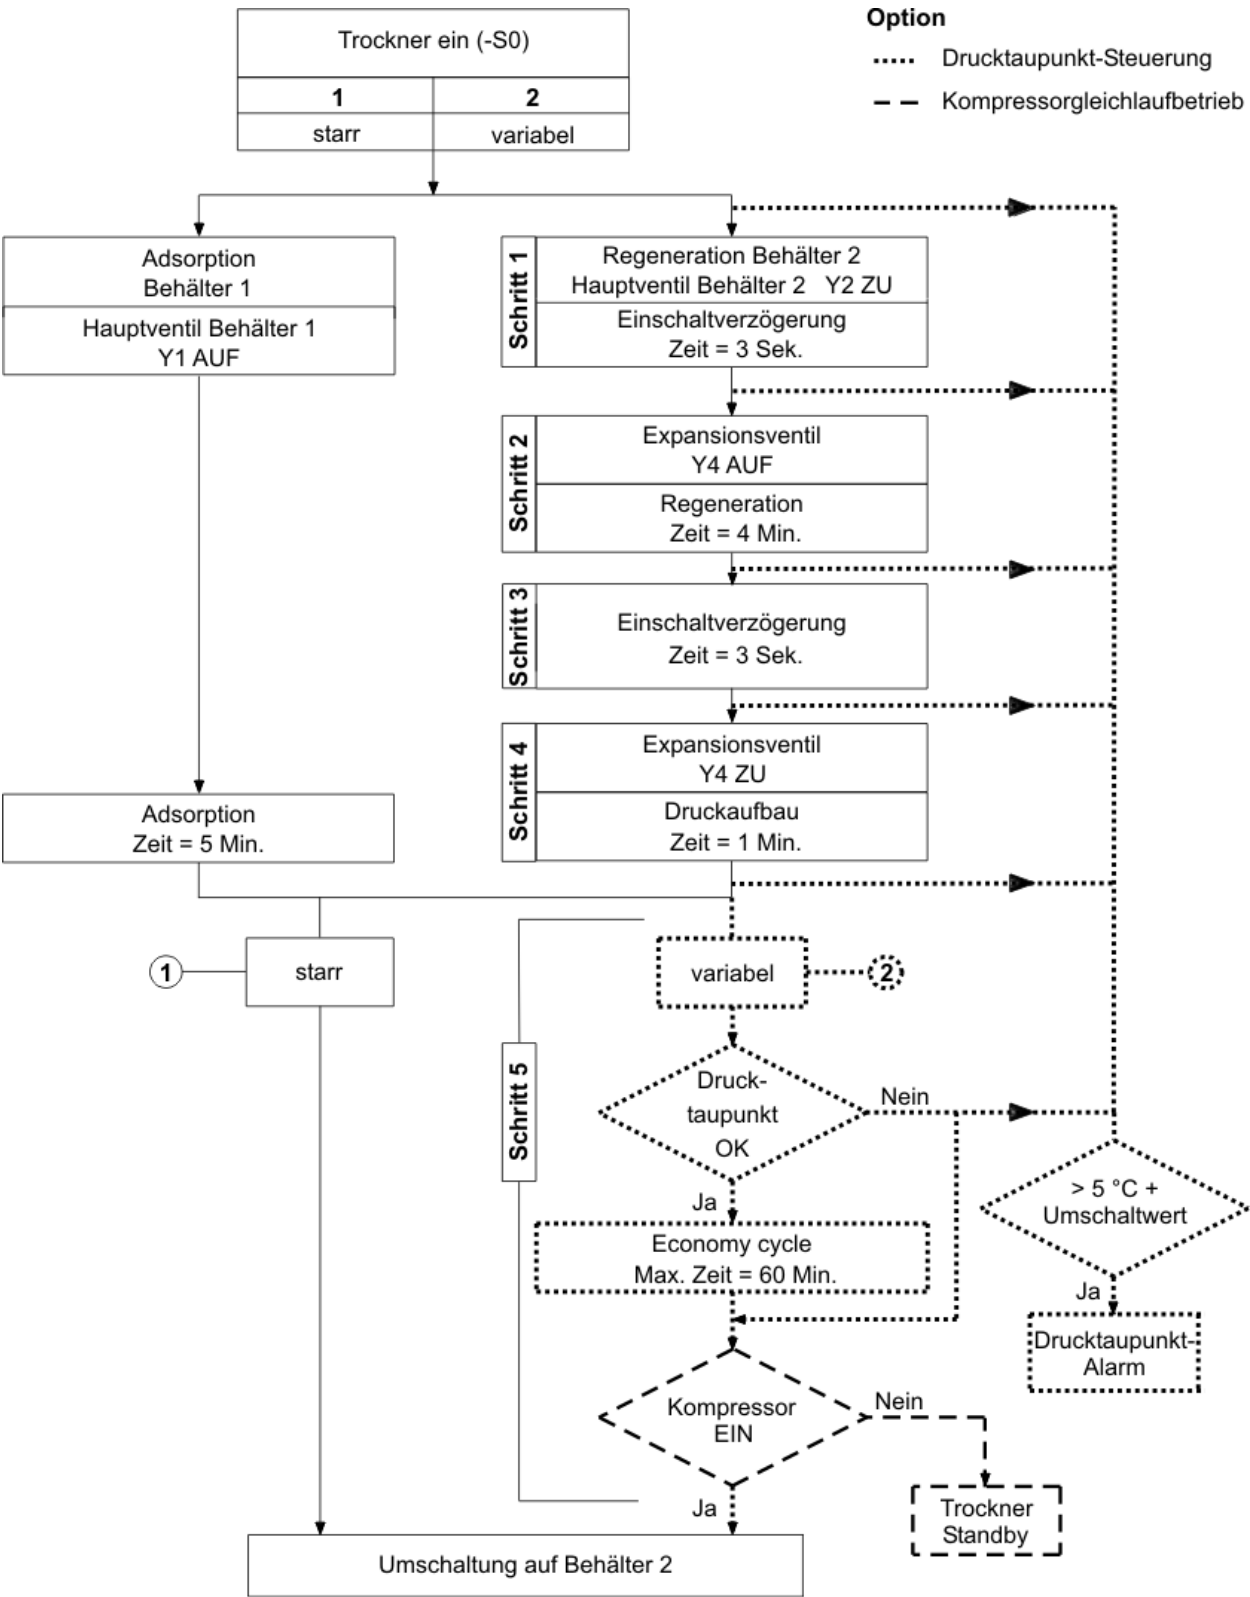 Option
Drucktaupunkt-Steuerung
Kompressorgleichlaufbetrieb
Trockner ein (-S0)
1
2
starr
variabel
Adsorption
Behälter 1
Hauptventil Behälter 1
Y1 AUF
Schritt 1
Regeneration Behälter 2
Hauptventil Behälter 2 Y2 ZU
Einschaltverzögerung
Zeit = 3 Sek.
Schritt 2
Expansionsventil
Y4 AUF
Regeneration
Zeit = 4 Min.
Schritt 3
Einschaltverzögerung
Zeit = 3 Sek.
Schritt 4
Expansionsventil
Y4 ZU
Druckaufbau
Zeit = 1 Min.
Adsorption
Zeit = 5 Min.
1
starr
variabel
2
Schritt 5
Druck-
taupunkt
OK
Nein
Ja
> 5 °C +
Umschaltwert
Ja
Drucktaupunkt-
Alarm
Economy cycle
Max. Zeit = 60 Min.
Kompressor
EIN
Nein
Ja
Trockner
Standby
Umschaltung auf Behälter 2